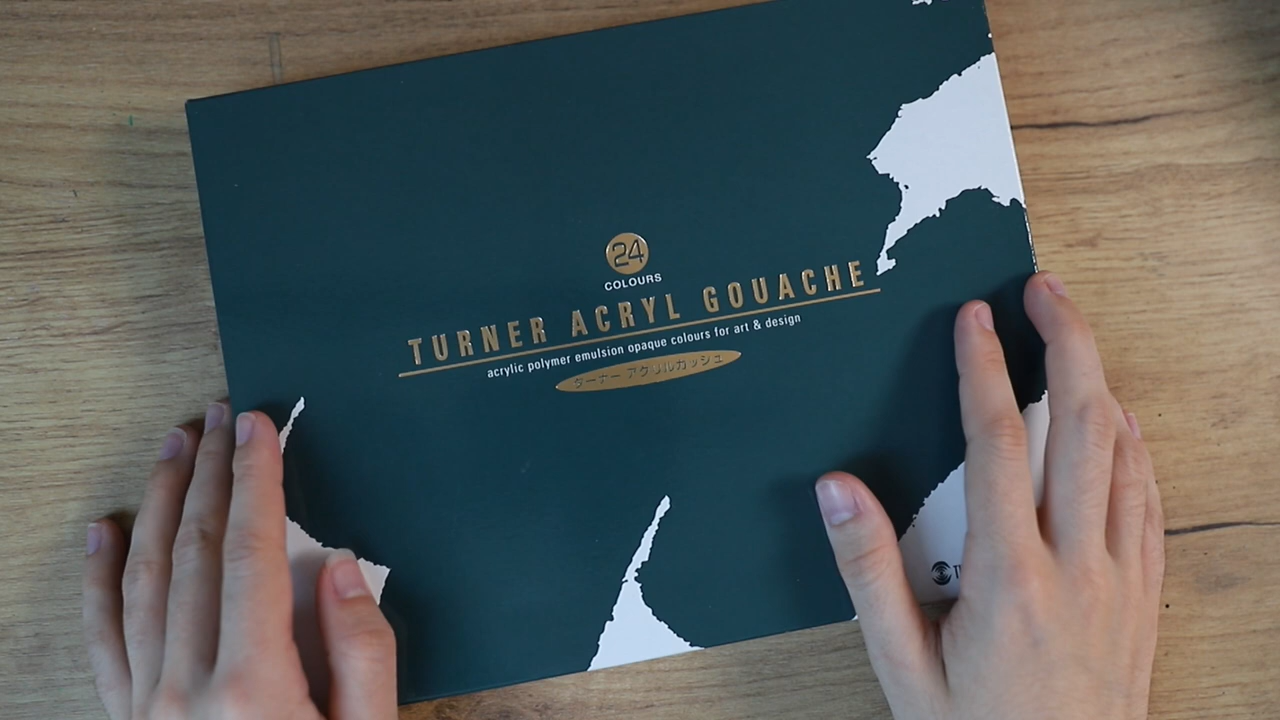 24
COLOURS
TURNER ACRYL GOUACHE
acrylic polymer emulsion opaque colours for art & design
ターナー アクリルガッシュ